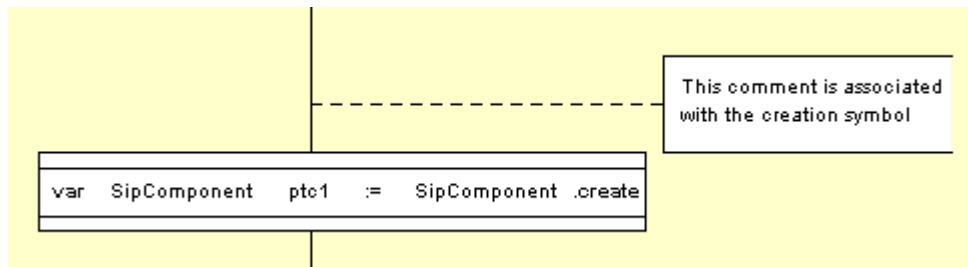 This comment is associated
with the creation symbol
var SipComponent ptc1 := SipComponent .create